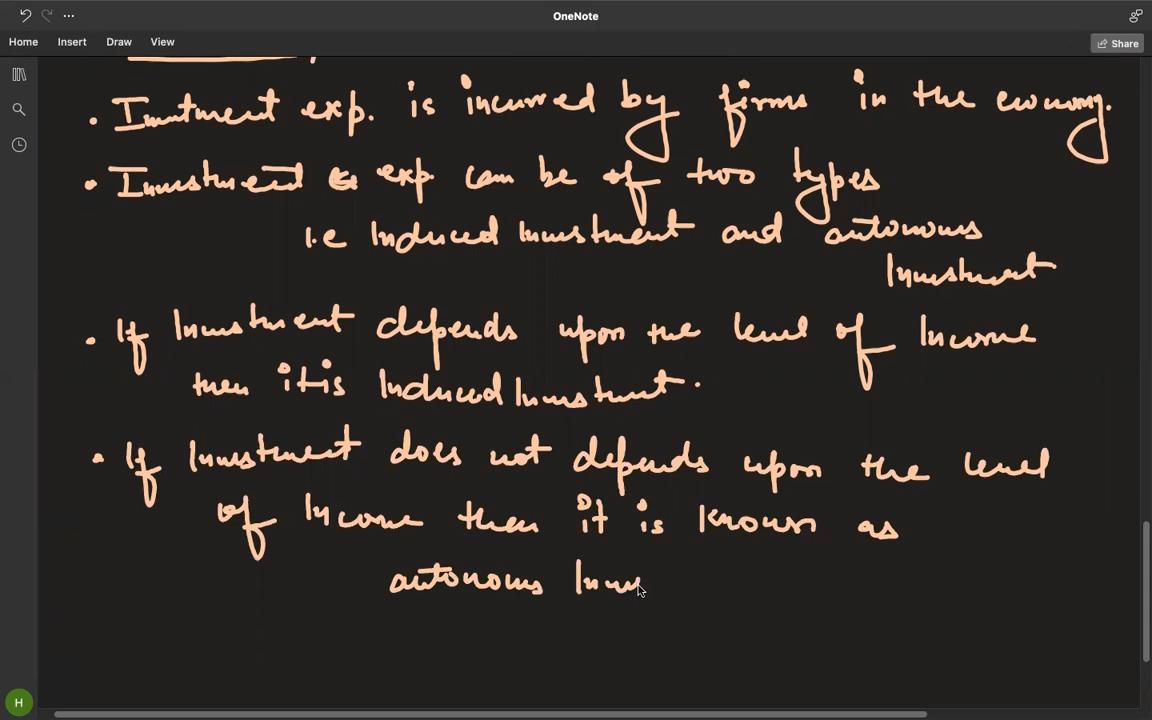 OneNote
Home Insert Draw View Share
• Investment exp. is incurred by firms in the economy.
• Investment exp. can be of two types
i.e Induced Investment and autonomous
Investment
• If Investment depends upon the level of Income
then it is Induced Investment.
• If Investment does not depends upon the level
of Income then it is known as
autonomous Inves
H